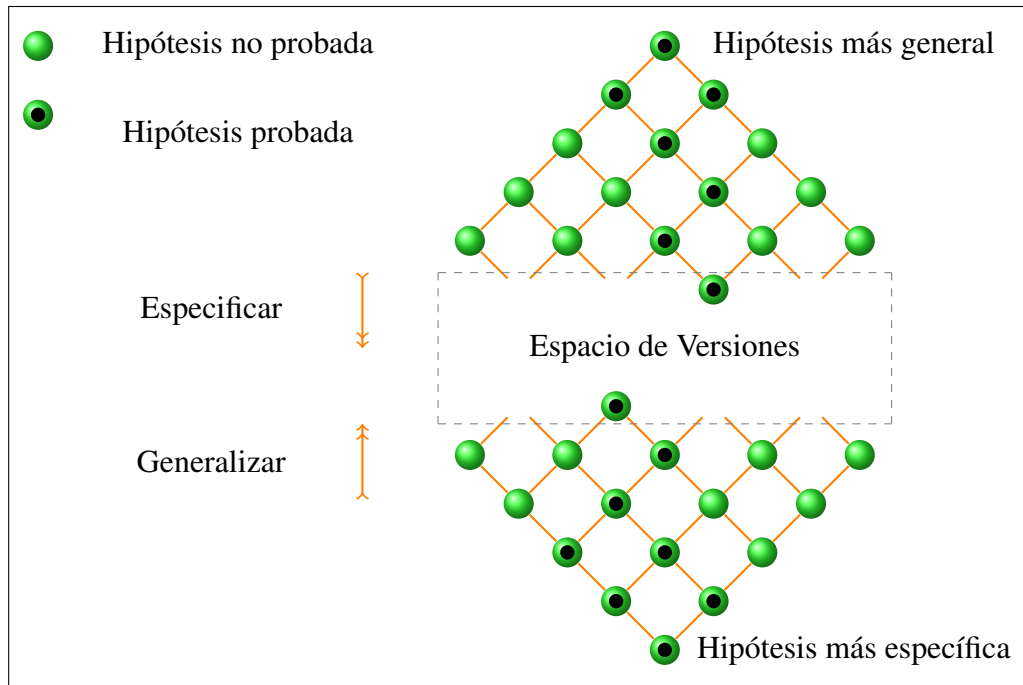 Hipótesis no probada
Hipótesis más general
Hipótesis probada
Especificar
Espacio de Versiones
Generalizar
Hipótesis más específica